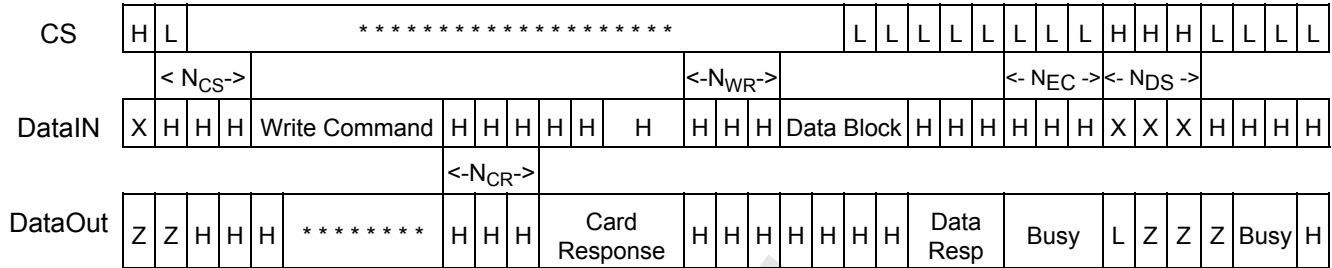 CS H L * * * * * * * * * * * * * * * * * * * * L L L L L L L L H H H L L L L
< NCS-> <-NWR-> <- NEC -> <- NDS ->
DataIN X H H H Write Command H H H H H H H H H Data Block H H H H H H X X X H H H H
<-NCR->
DataOut Z Z H H H * * * * * * * * H H H Card Response H H H H H H H Data Resp Busy L Z Z Z Busy H